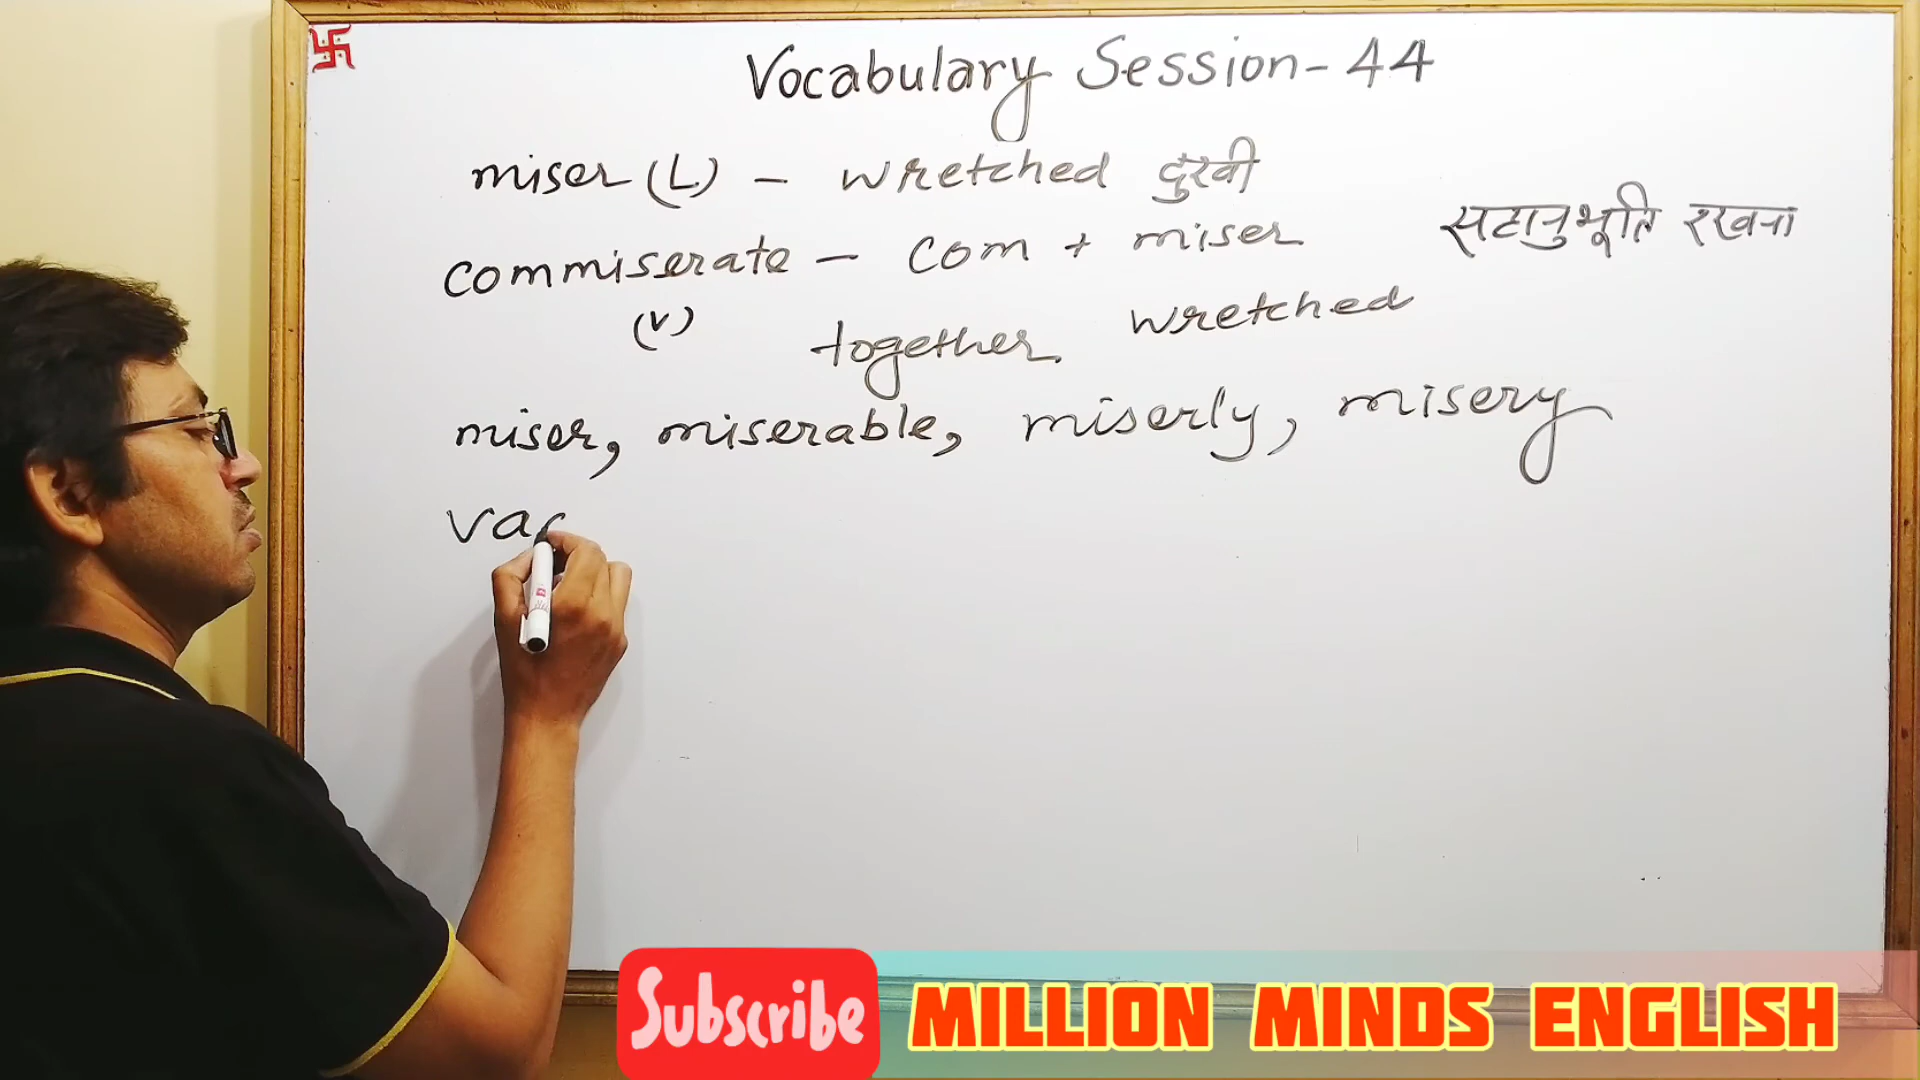 Vocabulary Session-44
miser (L) - wretched दुःखी
commiserate - com + miser सहानुभूति रखना
(v) together wretched
miser, miserable, miserly, misery
vac
Subscribe MILLION MINDS ENGLISH